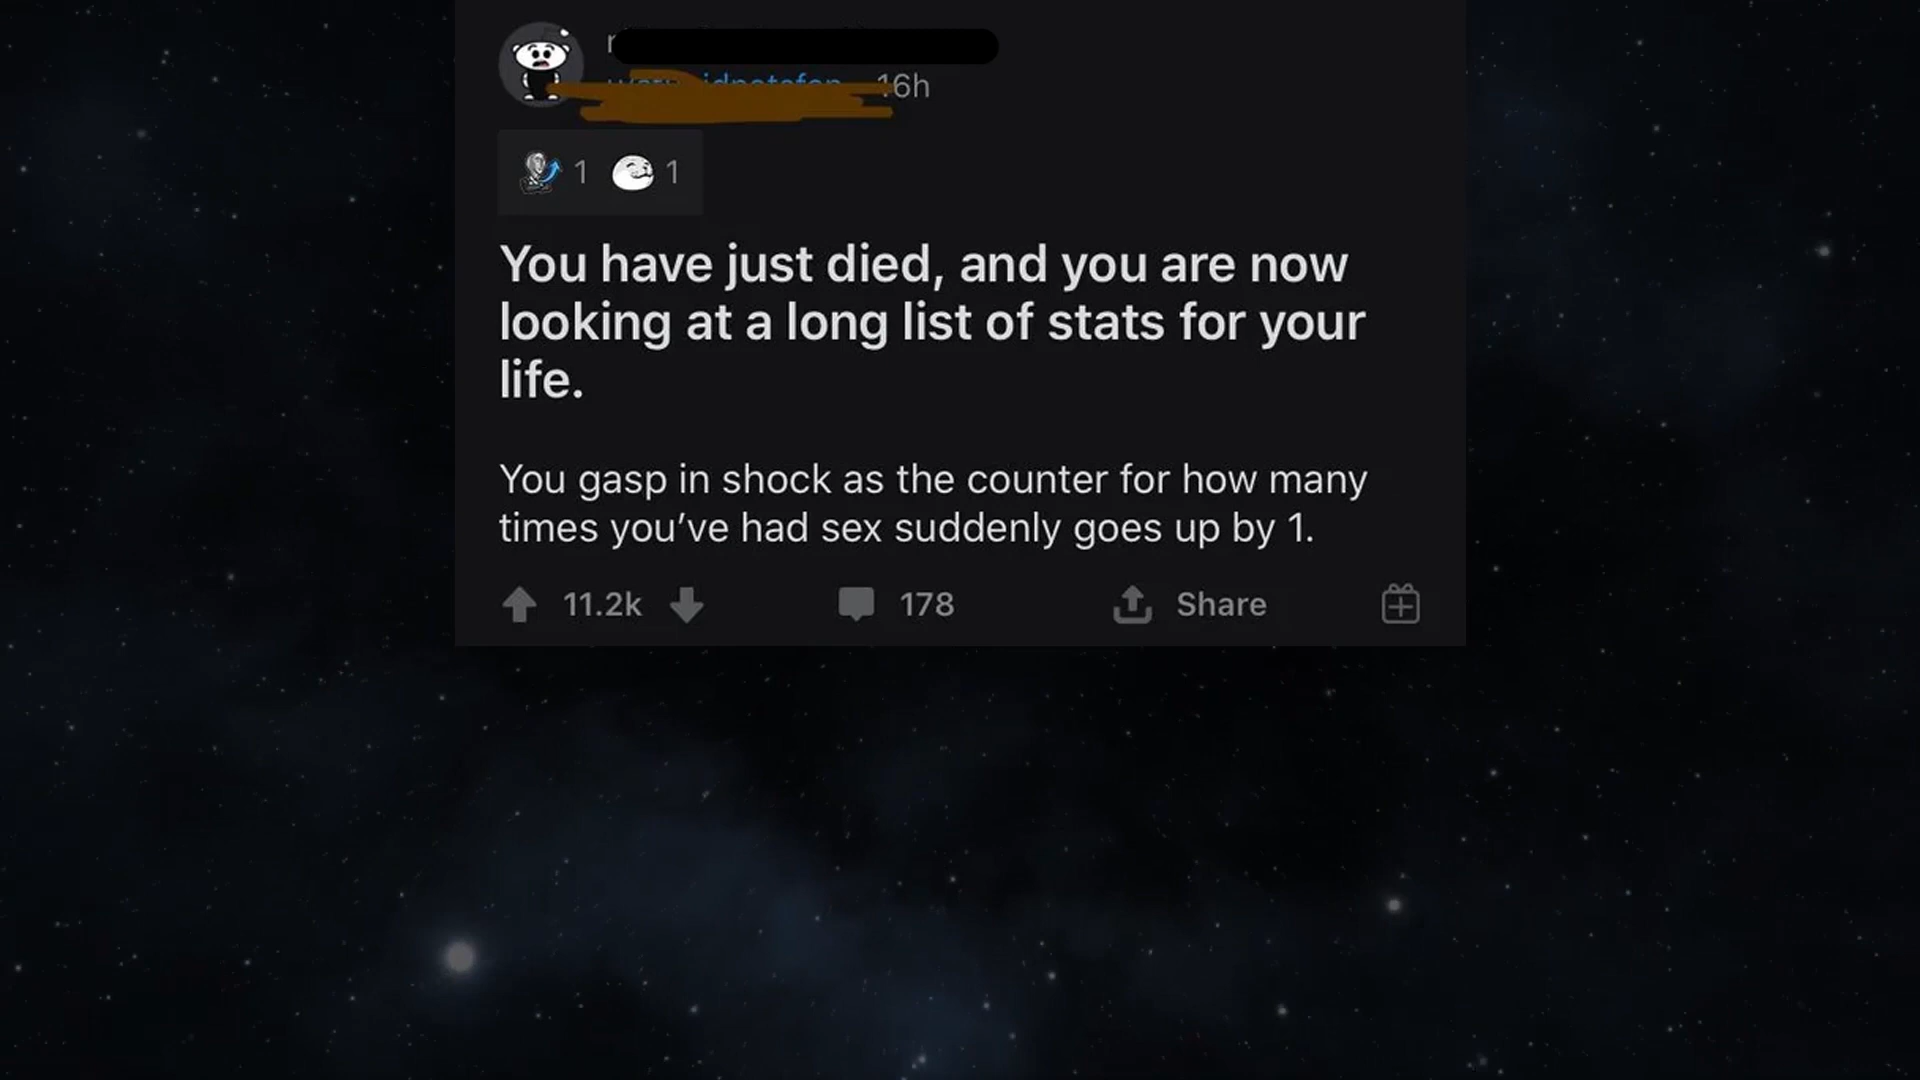 16h
1 1
You have just died, and you are now
looking at a long list of stats for your
life.
You gasp in shock as the counter for how many
times you’ve had sex suddenly goes up by 1.
11.2k 178 Share